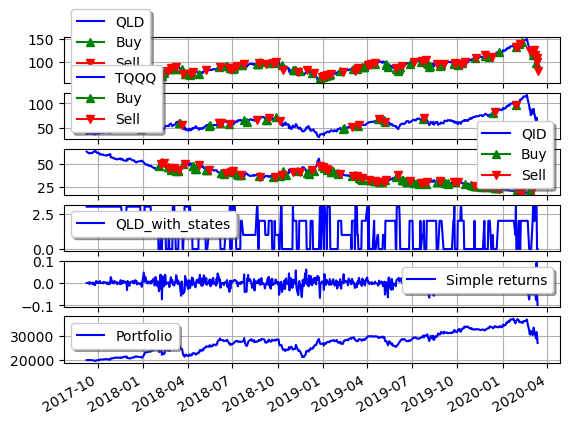 QLD
Buy
Sell
150
100
TQQQ
Buy
Sell
100
50
QID
Buy
Sell
50
25
QLD_with_states
2.5
0.0
Simple returns
0.1
0.0
−0.1
Portfolio
30000
20000
2017-10
2018-01
2018-04
2018-07
2018-10
2019-01
2019-04
2019-07
2019-10
2020-01
2020-04